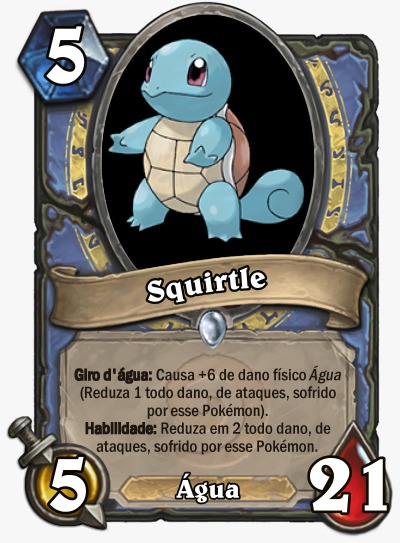 5
Squirtle
Giro d'água: Causa +6 de dano físico Água
(Reduza 1 todo dano, de ataques, sofrido
por esse Pokémon).
Habilidade: Reduza em 2 todo dano, de
ataques, sofrido por esse Pokémon.
5
Água
21